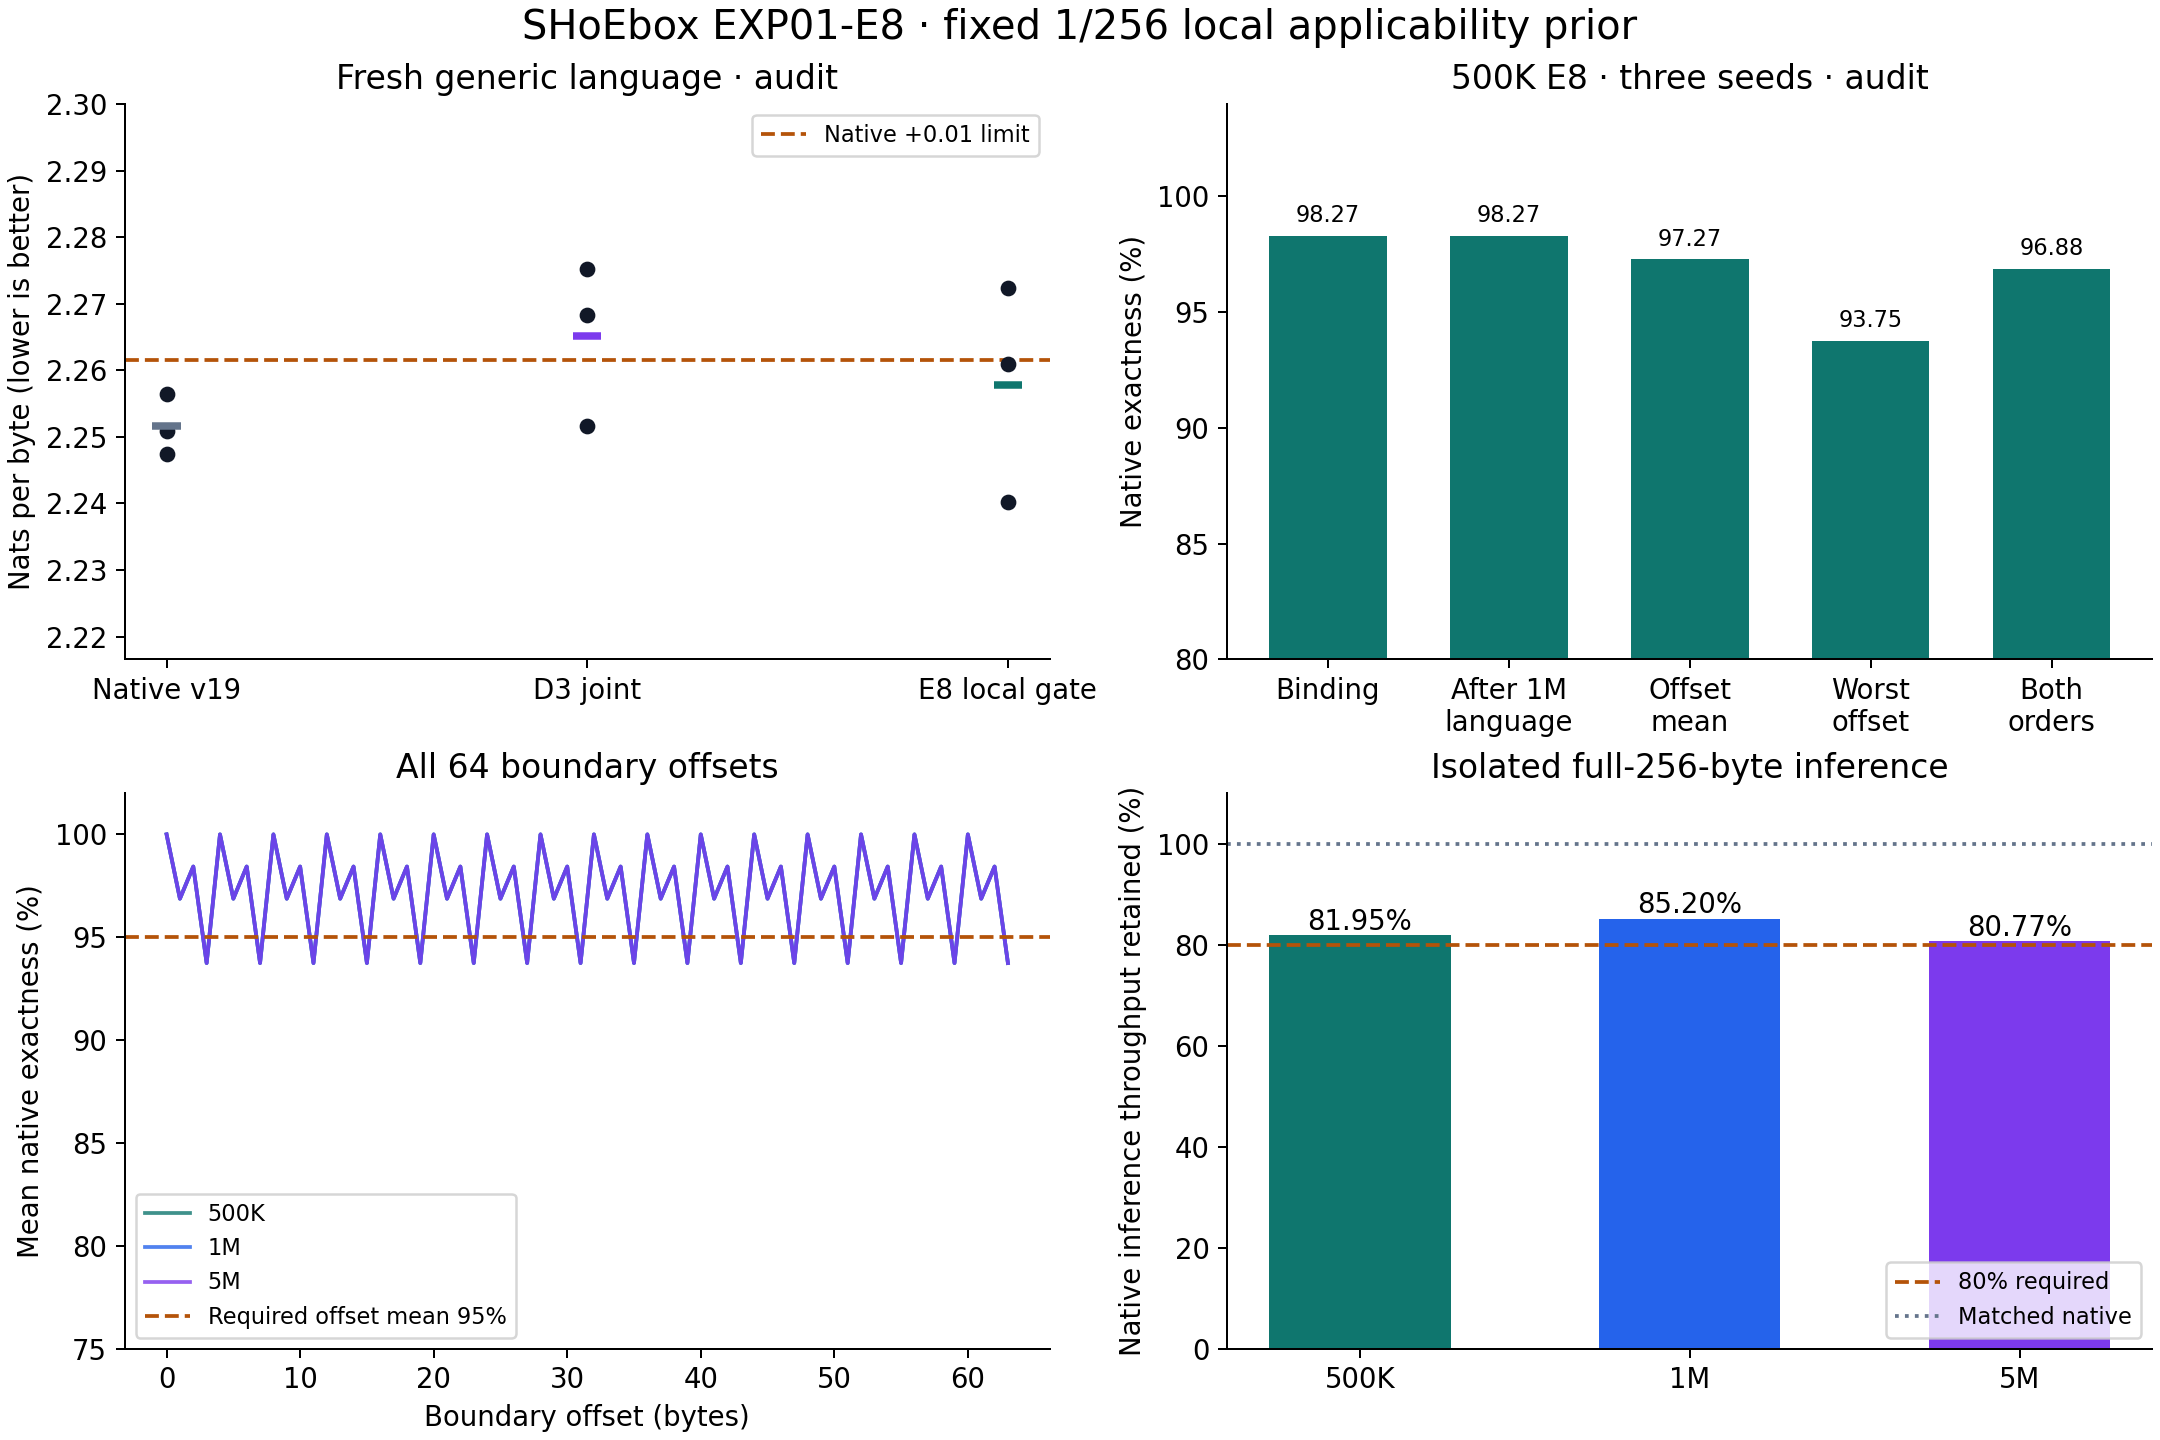 SHoEbox EXP01-E8 · fixed 1/256 local applicability prior
Fresh generic language · audit
Nats per byte (lower is better)
2.30
2.29
2.28
2.27
2.26
2.25
2.24
2.23
2.22
Native +0.01 limit
Native v19
D3 joint
E8 local gate
500K E8 · three seeds · audit
Native exactness (%)
100
95
90
85
80
98.27
98.27
97.27
93.75
96.88
Binding
After 1M
language
Offset
mean
Worst
offset
Both
orders
All 64 boundary offsets
Mean native exactness (%)
100
95
90
85
80
75
500K
1M
5M
Required offset mean 95%
0
10
20
30
40
50
60
Boundary offset (bytes)
Isolated full-256-byte inference
Native inference throughput retained (%)
100
80
60
40
20
0
81.95%
85.20%
80.77%
80% required
Matched native
500K
1M
5M